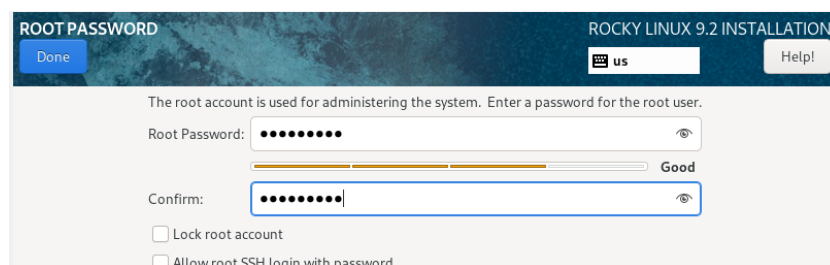 ROOT PASSWORD
ROCKY LINUX 9.2 INSTALLATION
Done
us
Help!
The root account is used for administering the system. Enter a password for the root user.
Root Password: ●●●●●●●●●
Good
Confirm: ●●●●●●●●●
Lock root account
Allow root SSH login with password